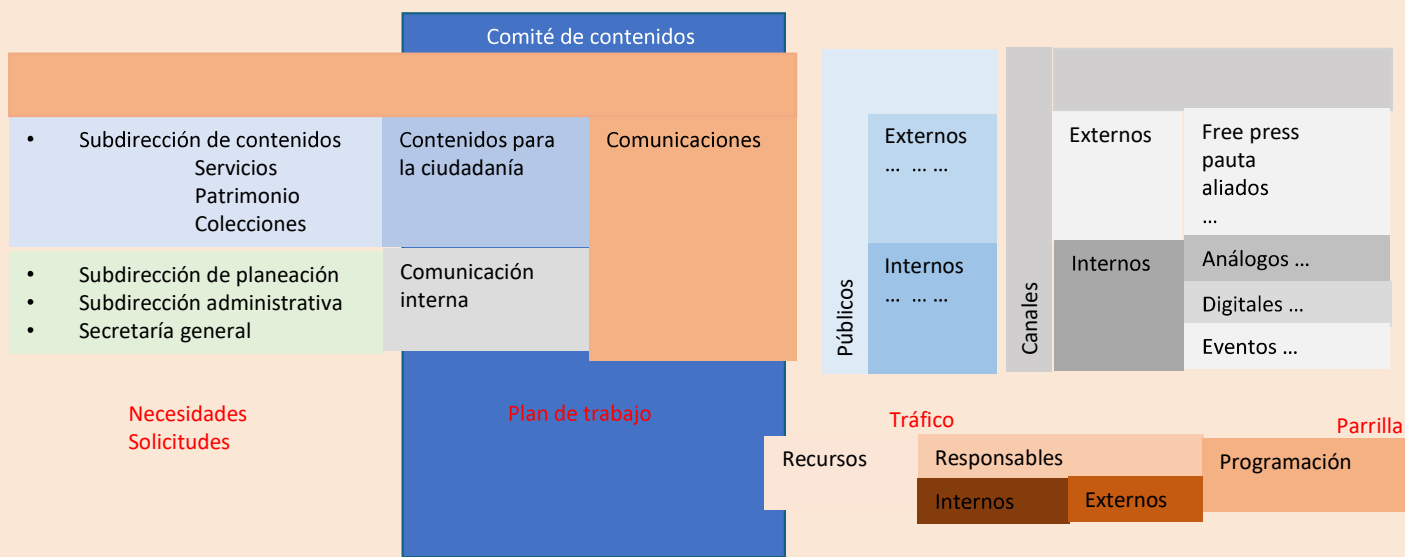 Comité de contenidos
• Subdirección de contenidos
Servicios
Patrimonio
Colecciones
Contenidos para
la ciudadanía
Comunicaciones
• Subdirección de planeación
• Subdirección administrativa
• Secretaría general
Comunicación
interna
Públicos
Externos
... ... ...
Internos
... ... ...
Canales
Externos
Free press
pauta
aliados
...
Internos
Análogos ...
Digitales ...
Eventos ...
Necesidades
Solicitudes
Plan de trabajo
Tráfico
Parrilla
Recursos
Responsables
Internos
Externos
Programación